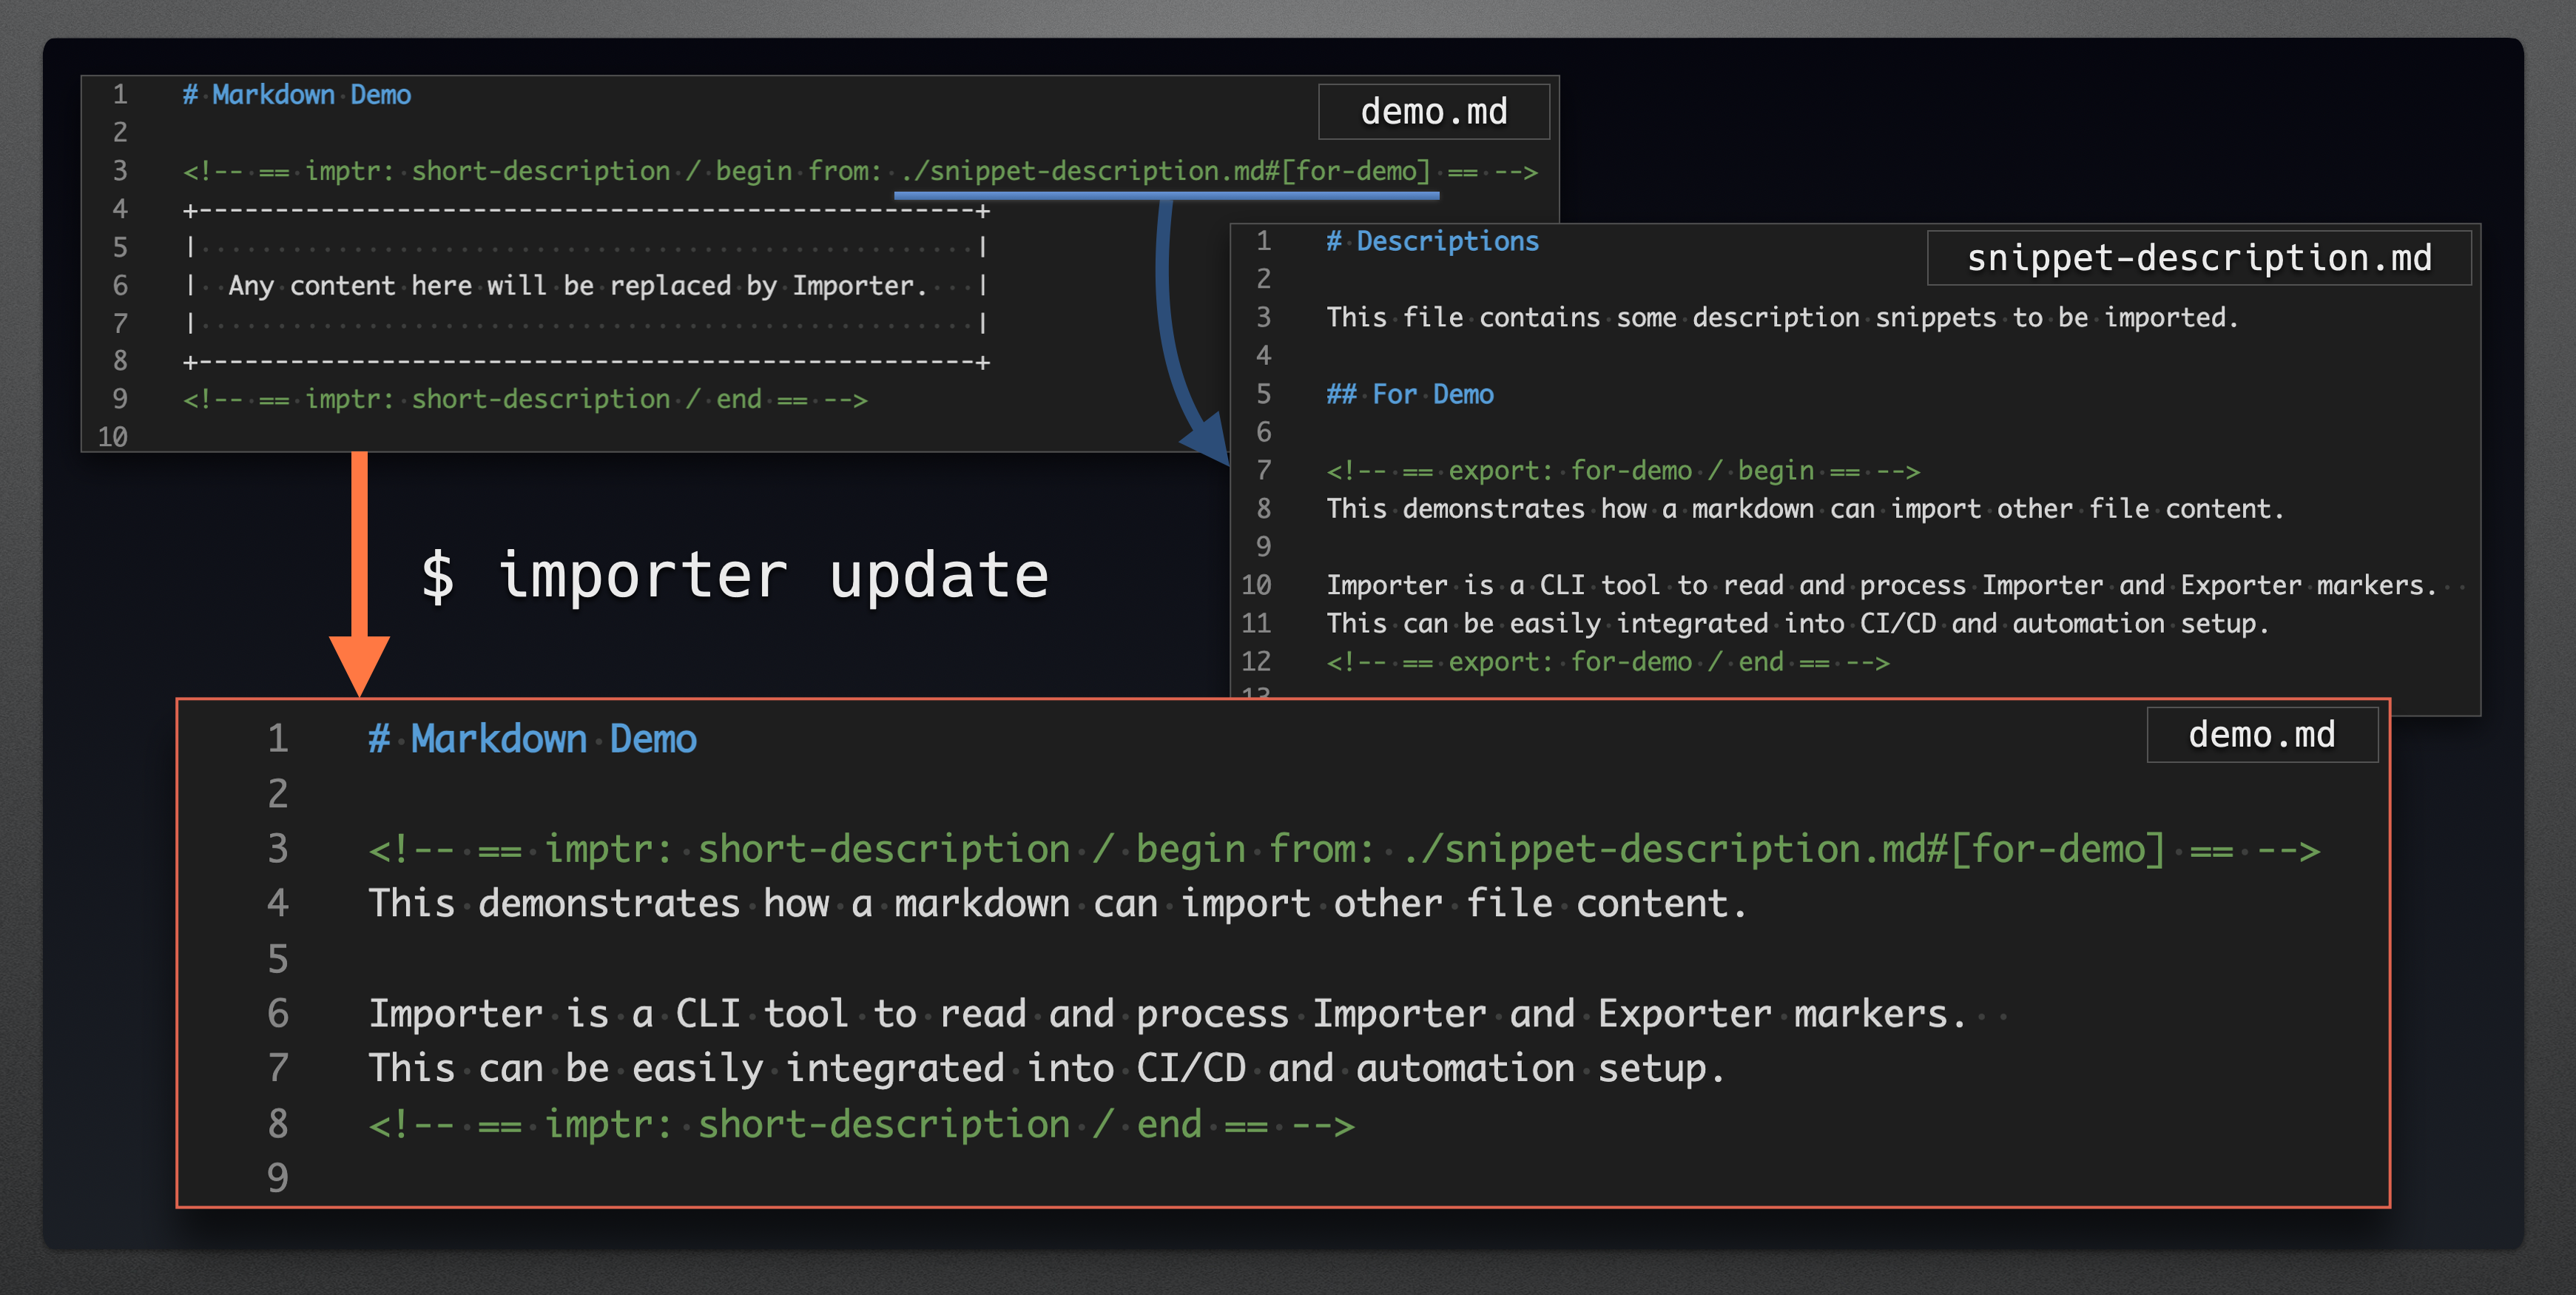 demo.md
1 # Markdown Demo
2
3 <!-- == imptr: short-description / begin from: ./snippet-description.md#[for-demo] == -->
4 +---------------------------------------------------+
5 | |
6 | Any content here will be replaced by Importer. |
7 | |
8 +---------------------------------------------------+
9 <!-- == imptr: short-description / end == -->
10
snippet-description.md
1 # Descriptions
2
3 This file contains some description snippets to be imported.
4
5 ## For Demo
6
7 <!-- == export: for-demo / begin == -->
8 This demonstrates how a markdown can import other file content.
9
10 Importer is a CLI tool to read and process Importer and Exporter markers.
11 This can be easily integrated into CI/CD and automation setup.
12 <!-- == export: for-demo / end == -->
13
$ importer update
demo.md
1 # Markdown Demo
2
3 <!-- == imptr: short-description / begin from: ./snippet-description.md#[for-demo] == -->
4 This demonstrates how a markdown can import other file content.
5
6 Importer is a CLI tool to read and process Importer and Exporter markers.
7 This can be easily integrated into CI/CD and automation setup.
8 <!-- == imptr: short-description / end == -->
9